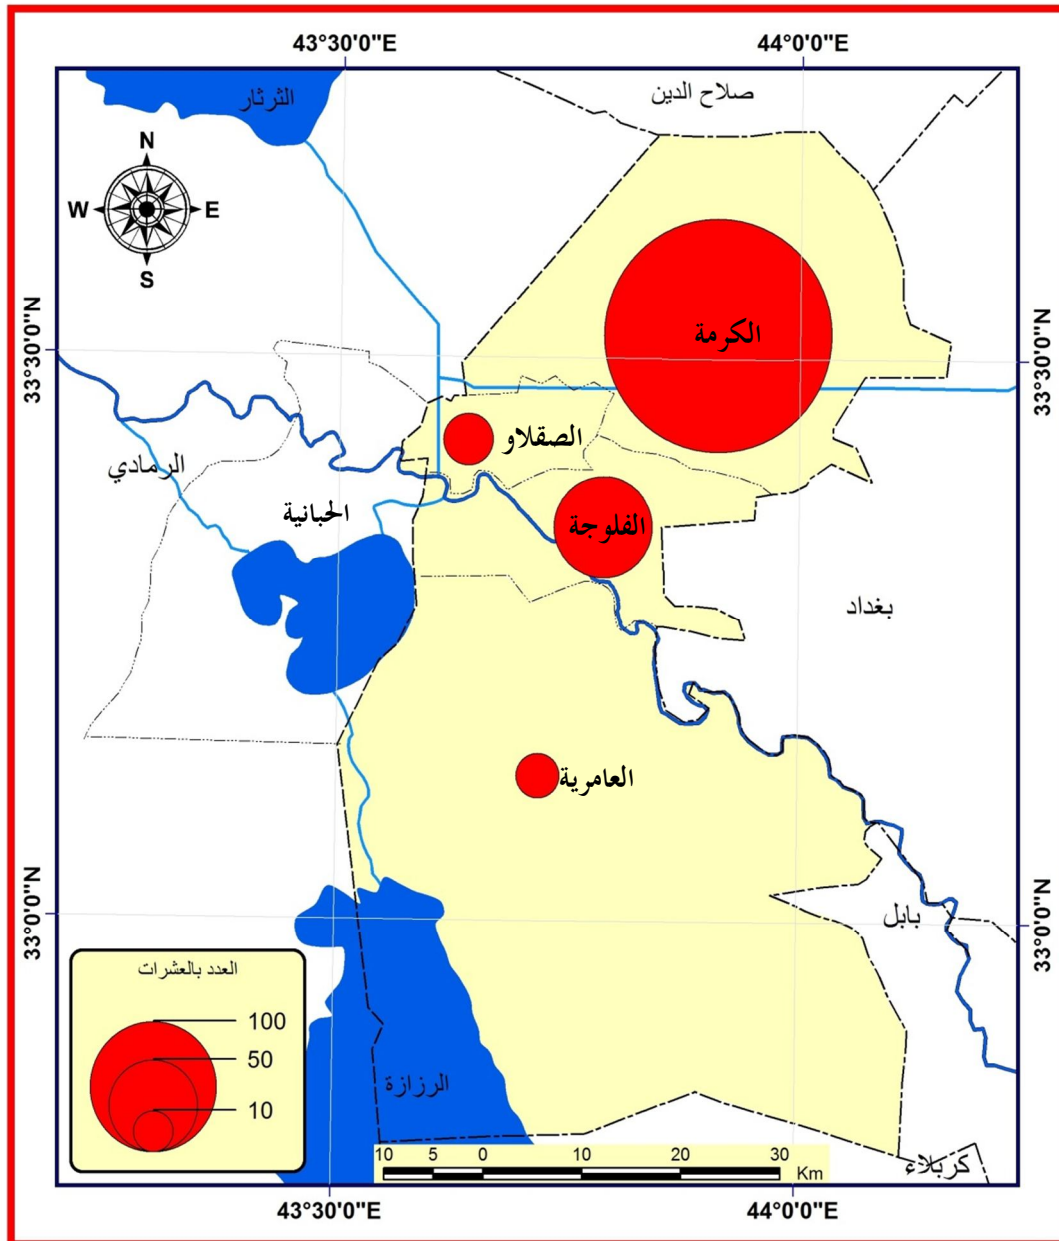 43°30'0"E
44°0'0"E
الثرثار
صلاح الدين
N
W
E
S
33°30'0"N
33°30'0"N
الكرمة
الصقلاو
الرمادي
الحبانية
الفلوجة
بغداد
العامرية
33°0'0"N
33°0'0"N
بابل
العدد بالعشرات
100
50
10
الرزازة
كربلاء
10 5 0 10 20 30
Km
43°30'0"E
44°0'0"E